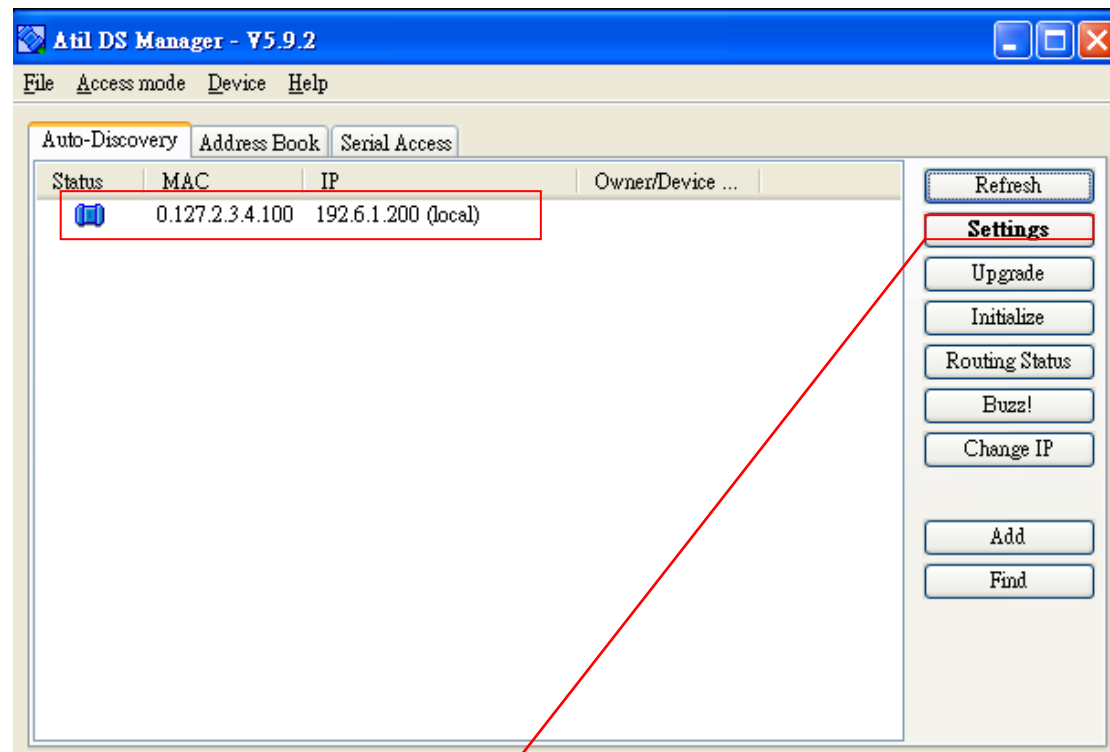 Atil DS Manager - V5.9.2
File Access mode Device Help
Auto-Discovery Address Book Serial Access
Status MAC IP Owner/Device ...
0.127.2.3.4.100 192.6.1.200 (local)
Refresh
Settings
Upgrade
Initialize
Routing Status
Buzz!
Change IP
Add
Find